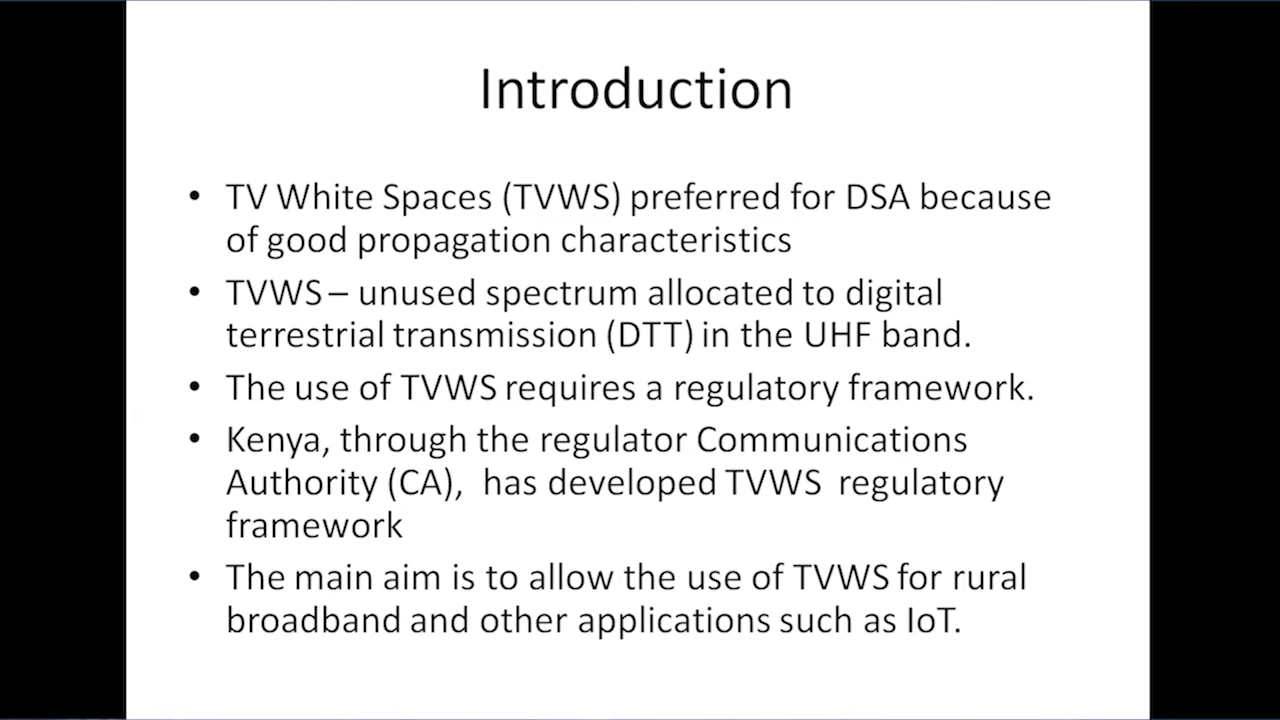 Introduction
• TV White Spaces (TVWS) preferred for DSA because
of good propagation characteristics
• TVWS – unused spectrum allocated to digital
terrestrial transmission (DTT) in the UHF band.
• The use of TVWS requires a regulatory framework.
• Kenya, through the regulator Communications
Authority (CA),  has developed TVWS  regulatory
framework
• The main aim is to allow the use of TVWS for rural
broadband and other applications such as IoT.